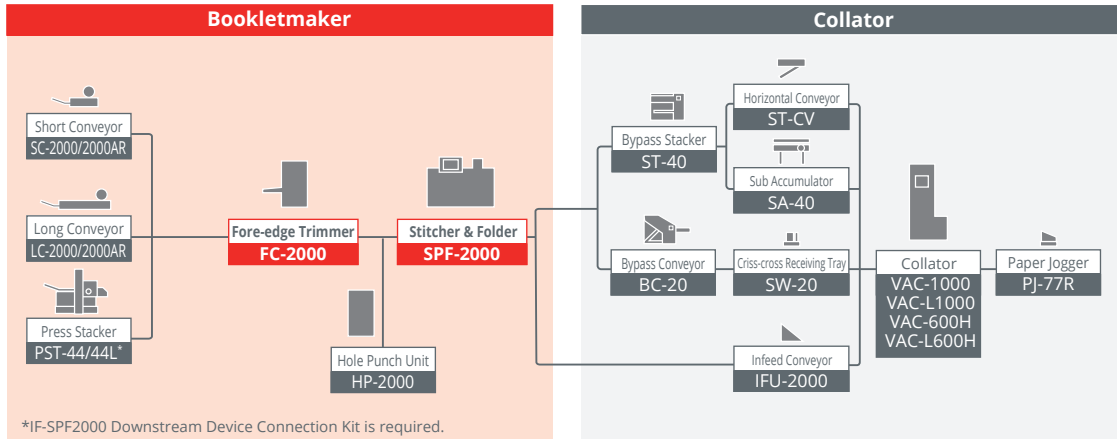 Bookletmaker
Short Conveyor
SC-2000/2000AR
Long Conveyor
LC-2000/2000AR
Press Stacker
PST-44/44L*
Fore-edge Trimmer
FC-2000
Stitcher & Folder
SPF-2000
Hole Punch Unit
HP-2000
*IF-SPF2000 Downstream Device Connection Kit is required.
Collator
Bypass Stacker
ST-40
Horizontal Conveyor
ST-CV
Sub Accumulator
SA-40
Bypass Conveyor
BC-20
Criss-cross Receiving Tray
SW-20
Infeed Conveyor
IFU-2000
Collator
VAC-1000
VAC-L1000
VAC-600H
VAC-L600H
Paper Jogger
PJ-77R